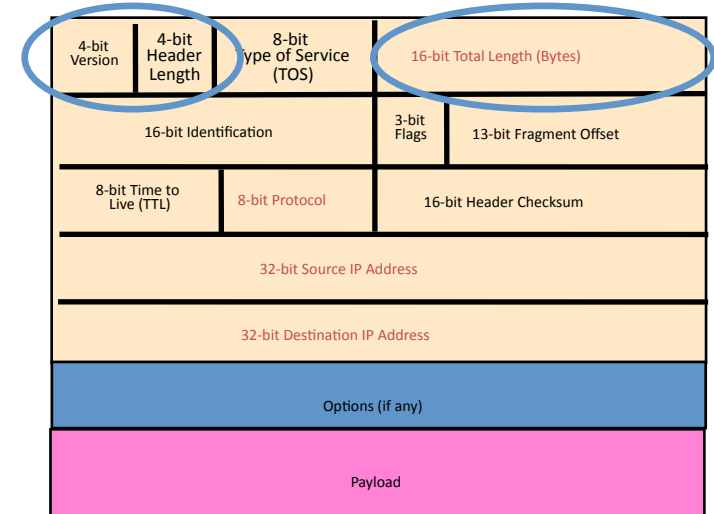 4-bit
Version
4-bit
Header
Length
8-bit
Type of Service
(TOS)
16-bit Total Length (Bytes)
16-bit Identification
3-bit
Flags
13-bit Fragment Offset
8-bit Time to
Live (TTL)
8-bit Protocol
16-bit Header Checksum
32-bit Source IP Address
32-bit Destination IP Address
Options (if any)
Payload